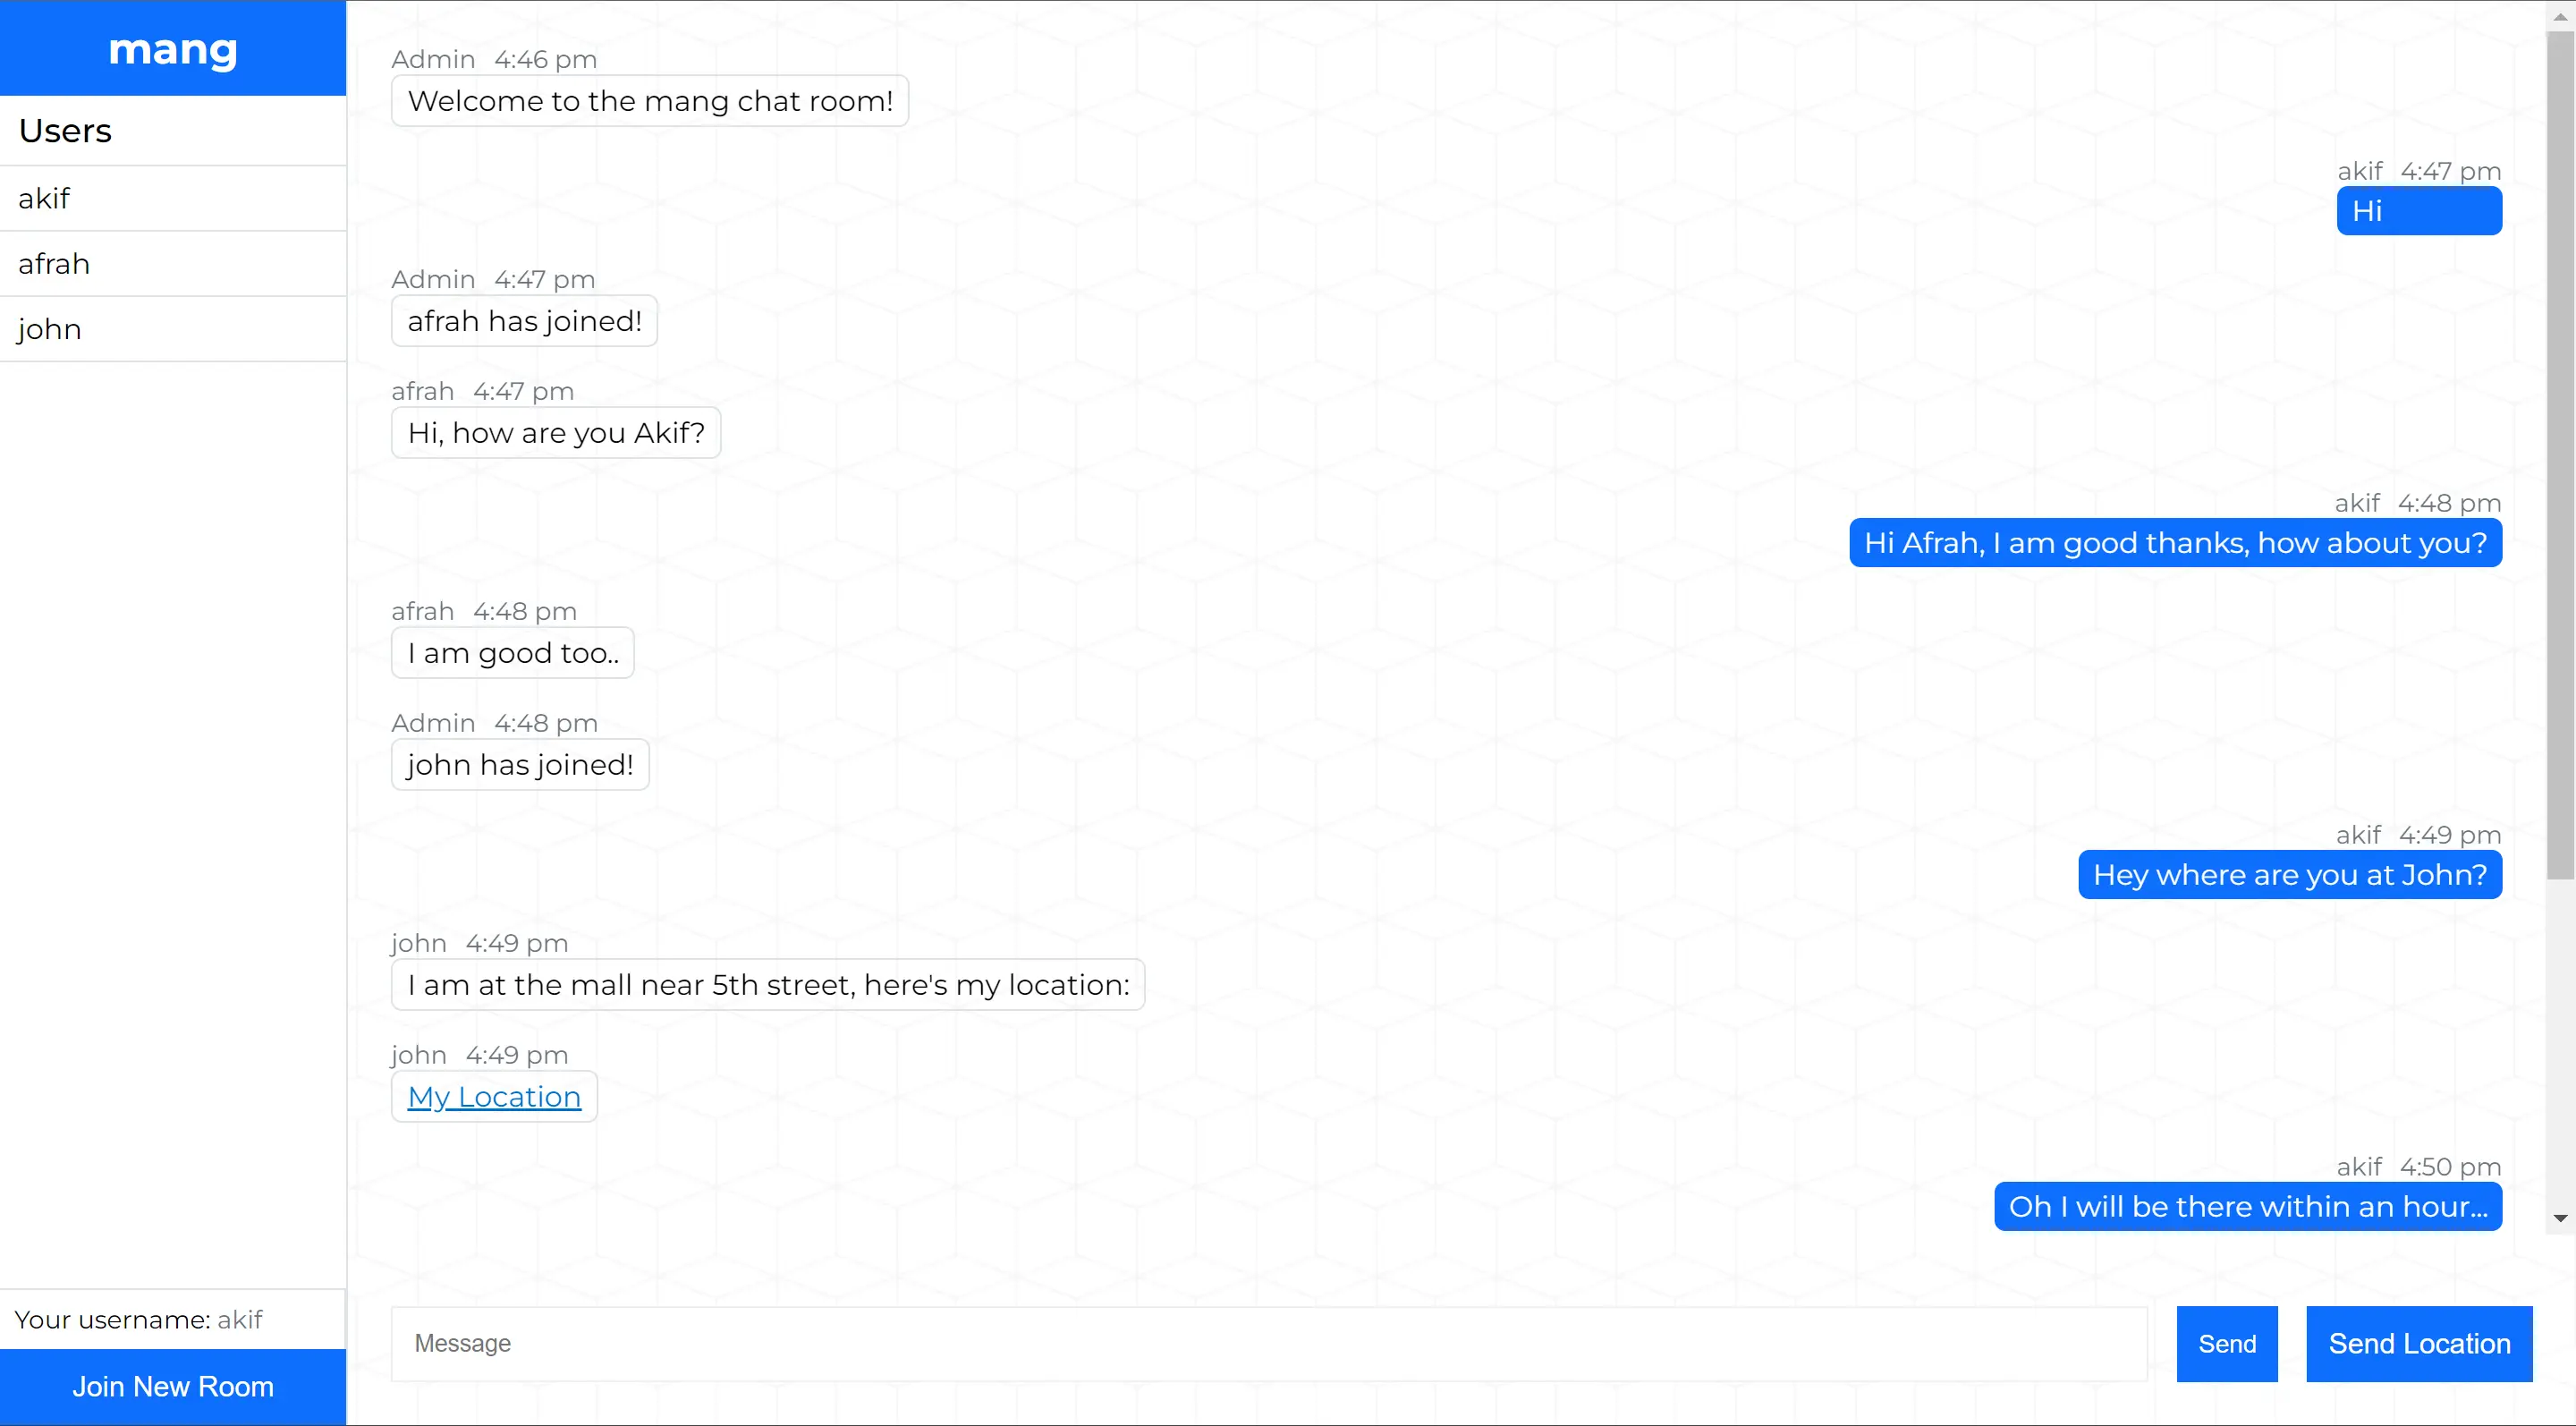 mang
Users
akif
afrah
john
Your username: akif
Join New Room
Admin 4:46 pm
Welcome to the mang chat room!
akif 4:47 pm
Hi
Admin 4:47 pm
afrah has joined!
afrah 4:47 pm
Hi, how are you Akif?
akif 4:48 pm
Hi Afrah, I am good thanks, how about you?
afrah 4:48 pm
I am good too..
Admin 4:48 pm
john has joined!
akif 4:49 pm
Hey where are you at John?
john 4:49 pm
I am at the mall near 5th street, here's my location:
john 4:49 pm
My Location
akif 4:50 pm
Oh I will be there within an hour...
Message
Send
Send Location